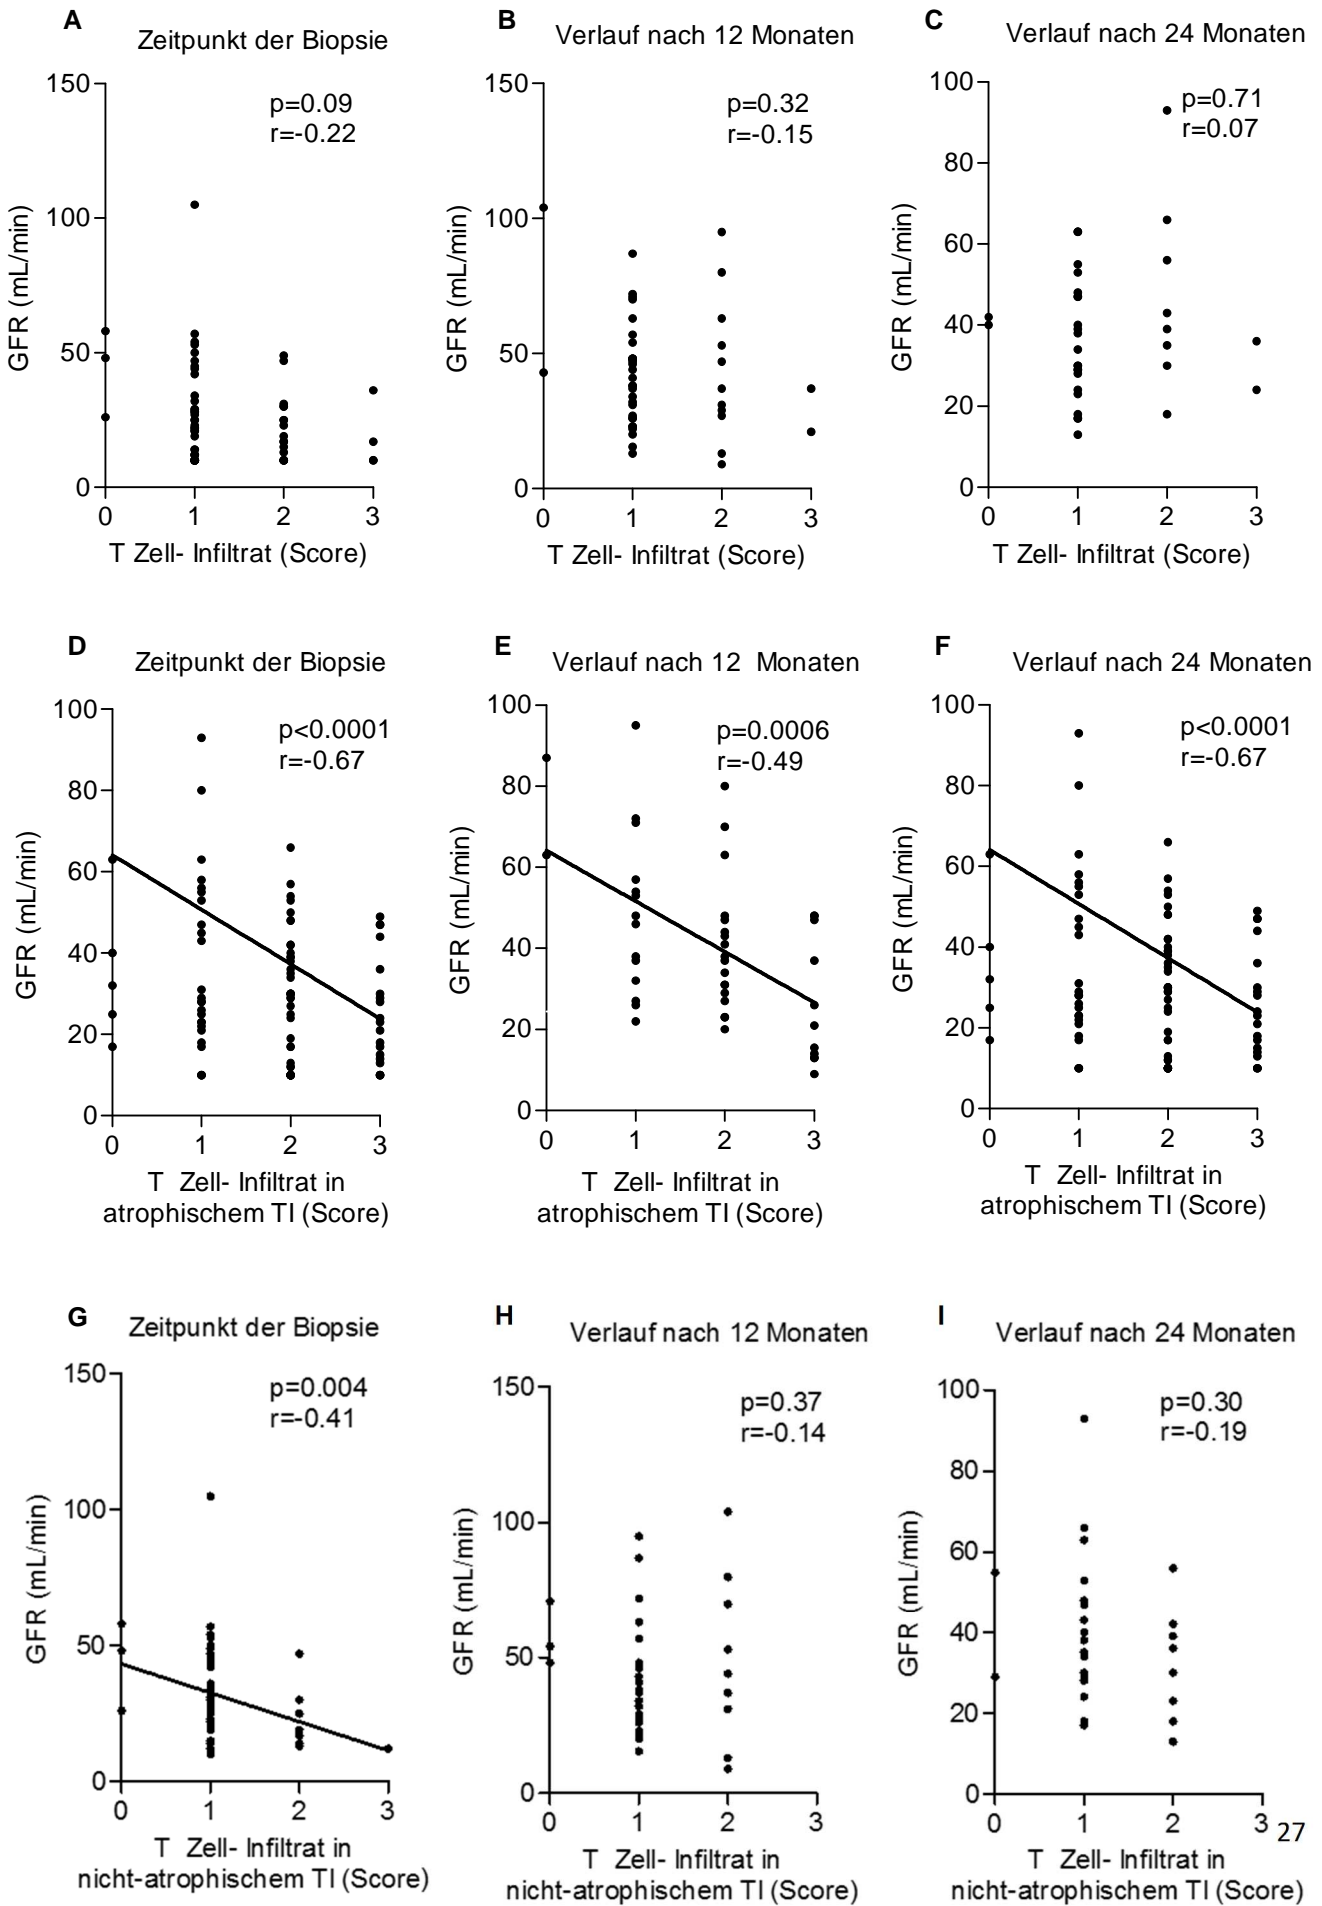 A
Zeitpunkt der Biopsie
p=0.09
r=-0.22
150
100
50
0
GFR (mL/min)
0 1 2 3
T Zell- Infiltrat (Score)
B
Verlauf nach 12 Monaten
p=0.32
r=-0.15
150
100
50
0
GFR (mL/min)
0 1 2 3
T Zell- Infiltrat (Score)
C
Verlauf nach 24 Monaten
p=0.71
r=0.07
100
80
60
40
20
0
GFR (mL/min)
0 1 2 3
T Zell- Infiltrat (Score)
D
Zeitpunkt der Biopsie
p<0.0001
r=-0.67
100
80
60
40
20
0
GFR (mL/min)
0 1 2 3
T Zell- Infiltrat in
atrophischem TI (Score)
E
Verlauf nach 12 Monaten
p=0.0006
r=-0.49
100
80
60
40
20
0
GFR (mL/min)
0 1 2 3
T Zell- Infiltrat in
atrophischem TI (Score)
F
Verlauf nach 24 Monaten
p<0.0001
r=-0.67
100
80
60
40
20
0
GFR (mL/min)
0 1 2 3
T Zell- Infiltrat in
atrophischem TI (Score)
G
Zeitpunkt der Biopsie
p=0.004
r=-0.41
150
100
50
0
GFR (mL/min)
0 1 2 3
T Zell- Infiltrat in
nicht-atrophischem TI (Score)
H
Verlauf nach 12 Monaten
p=0.37
r=-0.14
150
100
50
0
GFR (mL/min)
0 1 2 3
T Zell- Infiltrat in
nicht-atrophischem TI (Score)
I
Verlauf nach 24 Monaten
p=0.30
r=-0.19
100
80
60
40
20
0
GFR (mL/min)
0 1 2 3
T Zell- Infiltrat in
nicht-atrophischem TI (Score)
27